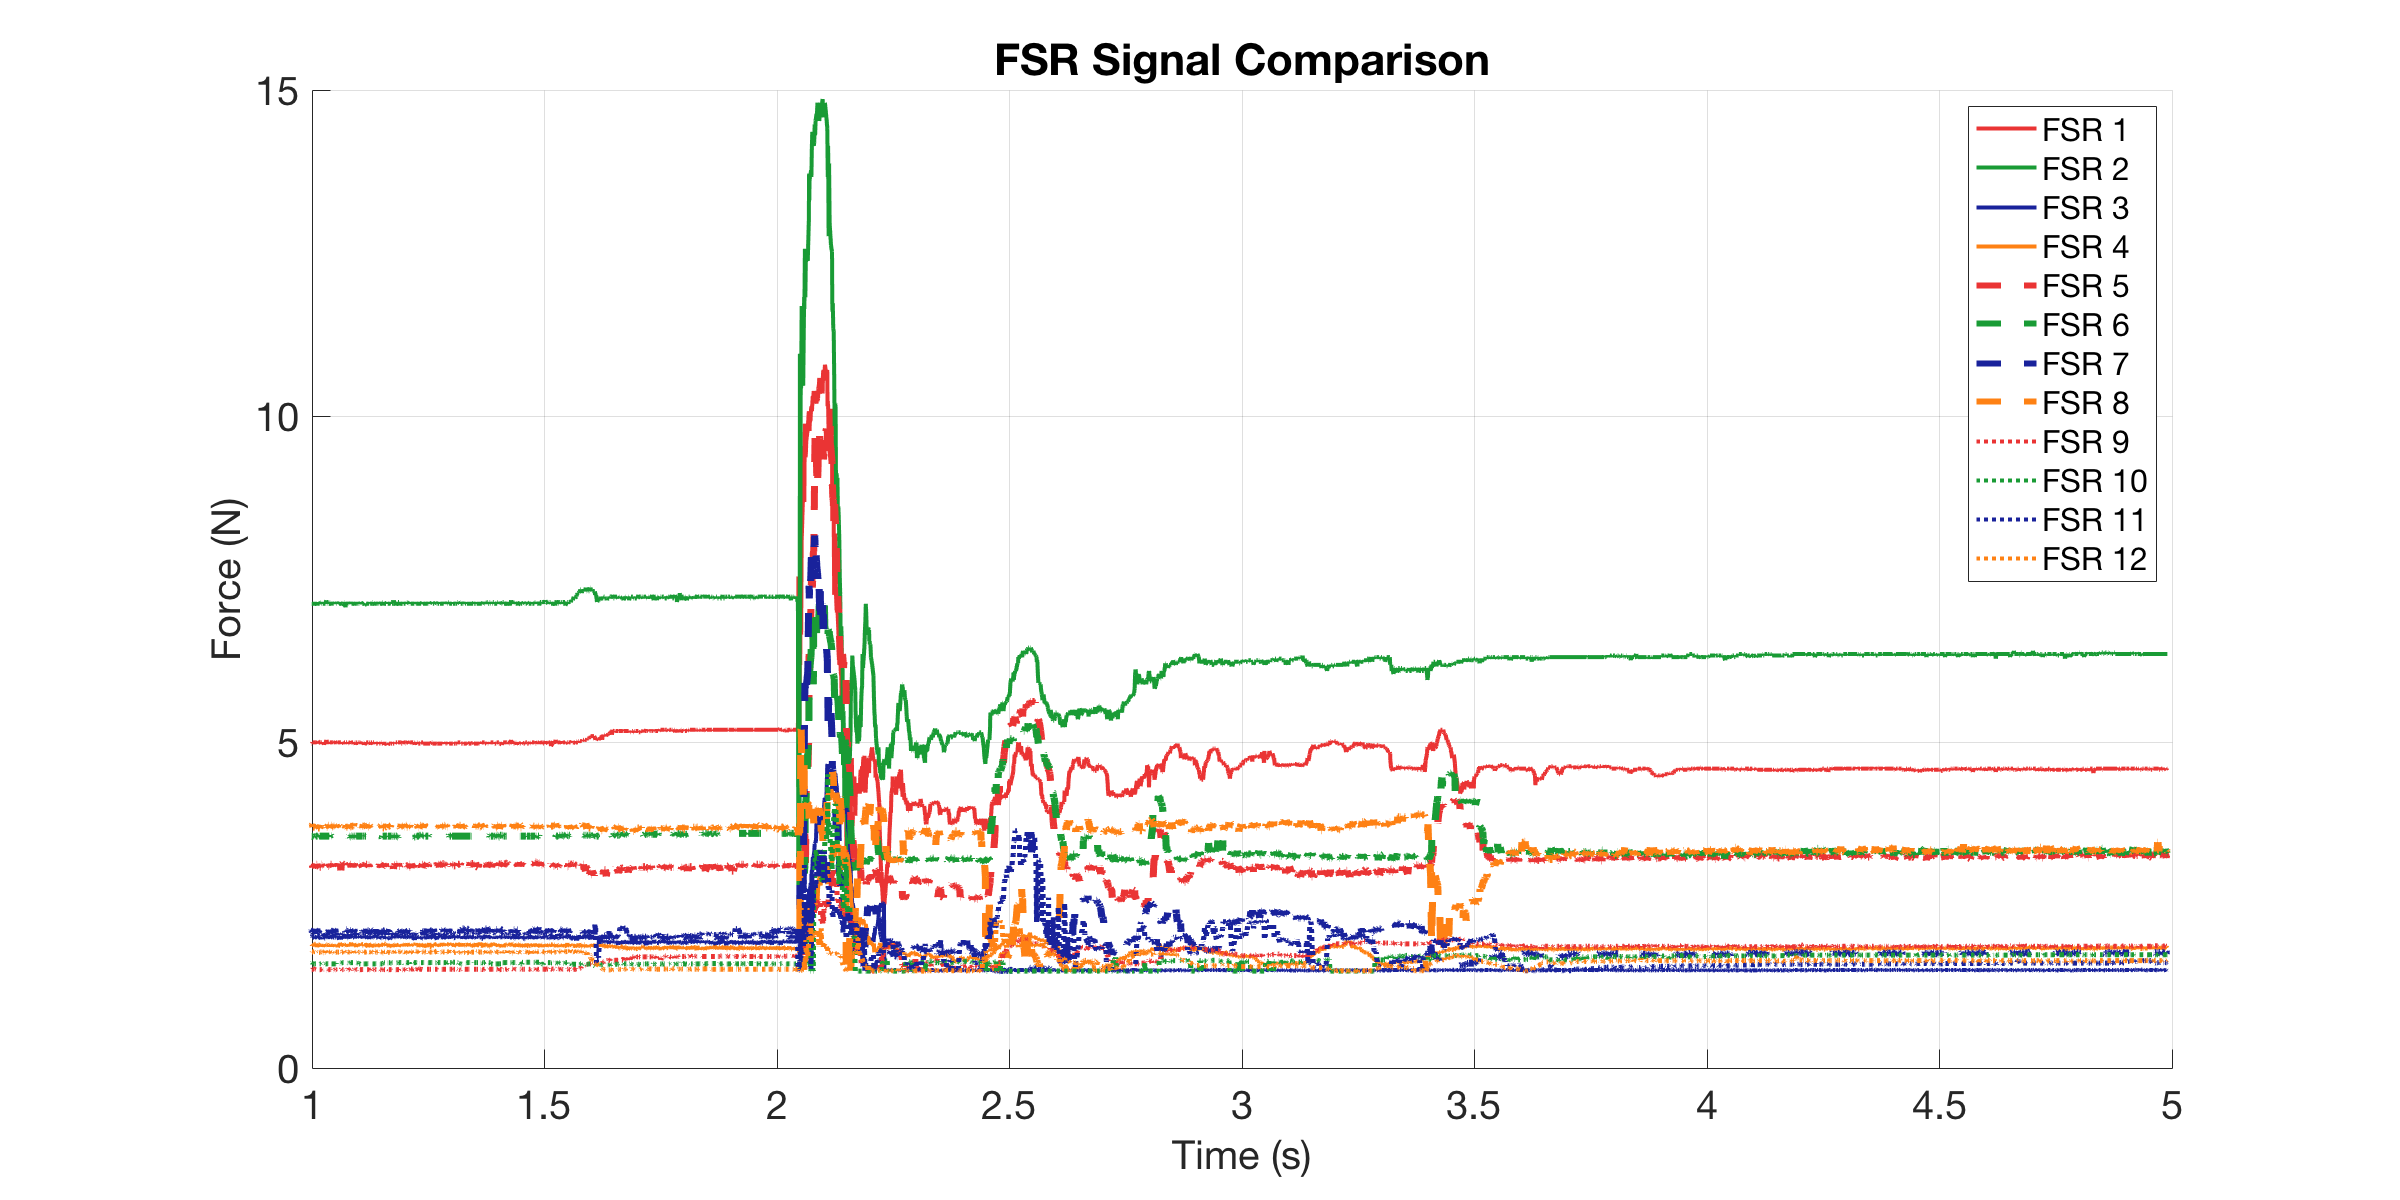 FSR Signal Comparison
15
10
5
0
Force (N)
1 1.5 2 2.5 3 3.5 4 4.5 5
Time (s)
FSR 1
FSR 2
FSR 3
FSR 4
FSR 5
FSR 6
FSR 7
FSR 8
FSR 9
FSR 10
FSR 11
FSR 12